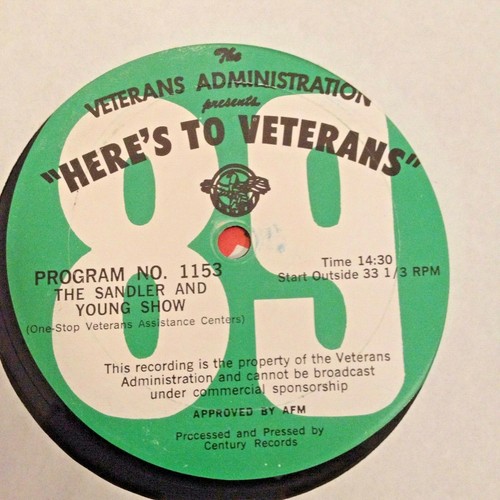 The
VETERANS ADMINISTRATION
presents
"HERE'S TO VETERANS"
89
PROGRAM NO. 1153
THE SANDLER AND
YOUNG SHOW
(One-Stop Veterans Assistance Centers)
Time 14:30
Start Outside 33 1/3 RPM
This recording is the property of the Veterans
Administration and cannot be broadcast
under commercial sponsorship
APPROVED BY AFM
Processed and Pressed by
Century Records